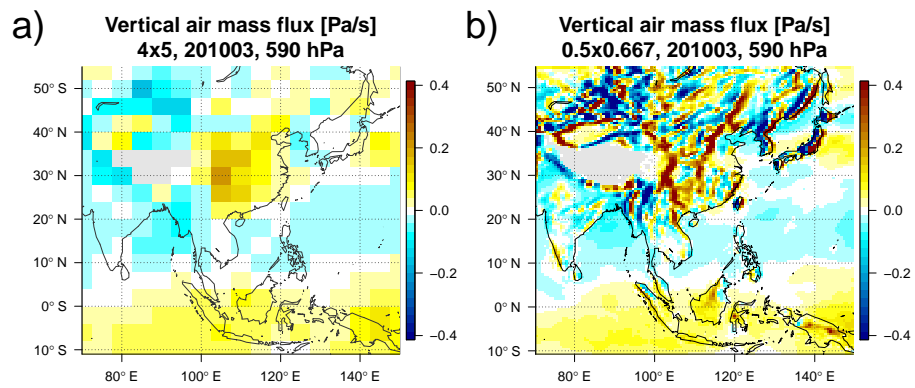 a)
Vertical air mass flux [Pa/s]
4x5, 201003, 590 hPa
50° S
40° N
30° N
20° N
10° N
0° S
10° S
80° E
100° E
120° E
140° E
0.4
0.2
0.0
−0.2
−0.4
b)
Vertical air mass flux [Pa/s]
0.5x0.667, 201003, 590 hPa
50° S
40° N
30° N
20° N
10° N
0° S
10° S
80° E
100° E
120° E
140° E
0.4
0.2
0.0
−0.2
−0.4